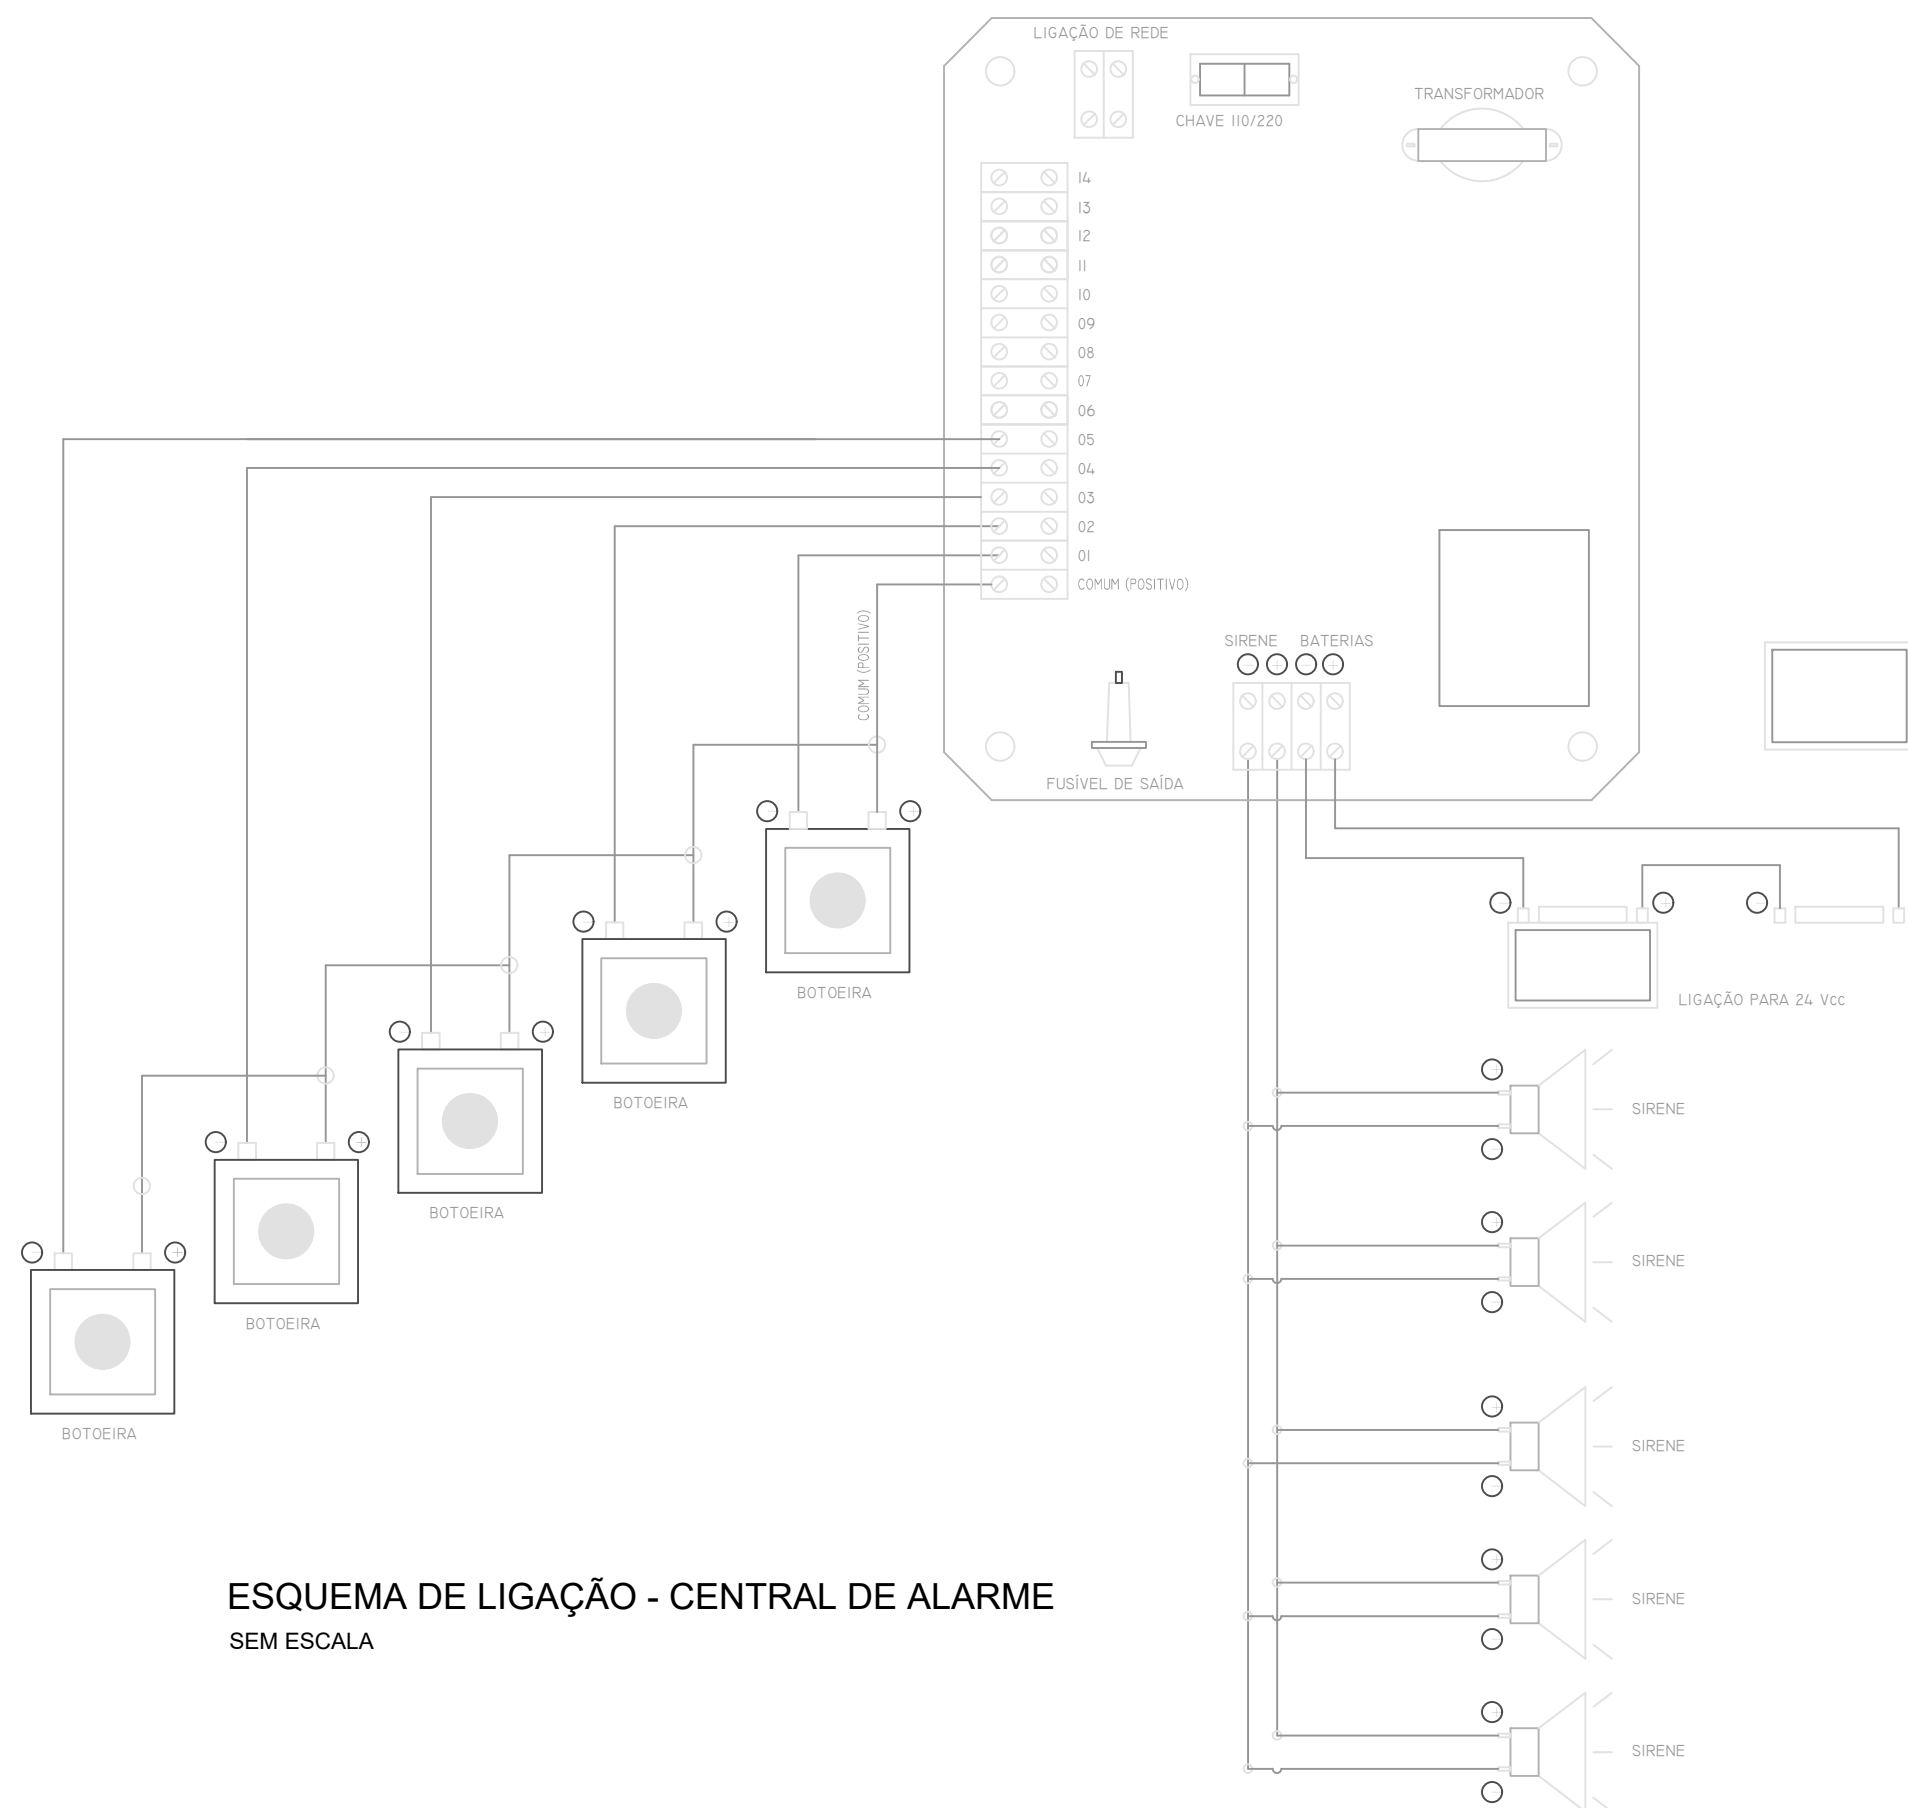 LIGAÇÃO DE REDE
CHAVE 110/220
TRANSFORMADOR
14
13
12
11
10
09
08
07
06
05
04
03
02
01
COMUM (POSITIVO)
COMUM (POSITIVO)
SIRENE
BATERIAS
FUSÍVEL DE SAÍDA
BOTOEIRA
BOTOEIRA
BOTOEIRA
BOTOEIRA
BOTOEIRA
LIGAÇÃO PARA 24 Vcc
SIRENE
SIRENE
SIRENE
SIRENE
SIRENE
ESQUEMA DE LIGAÇÃO - CENTRAL DE ALARME
SEM ESCALA